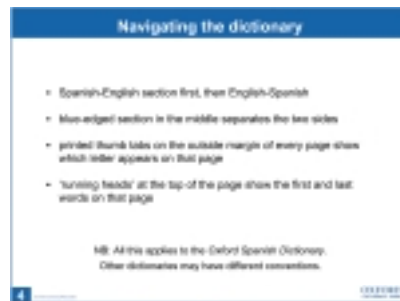 Navigating the dictionary
• Spanish-English section first, then English-Spanish
• blue-edged section in the middle separates the two sides
• printed thumb tabs on the outside margin of every page show
which letter appears on that page
• 'running heads' at the top of the page show the first and last
words on that page
NB: All this applies to the Oxford Spanish Dictionary.
Other dictionaries may have different conventions.
4
OXFORD